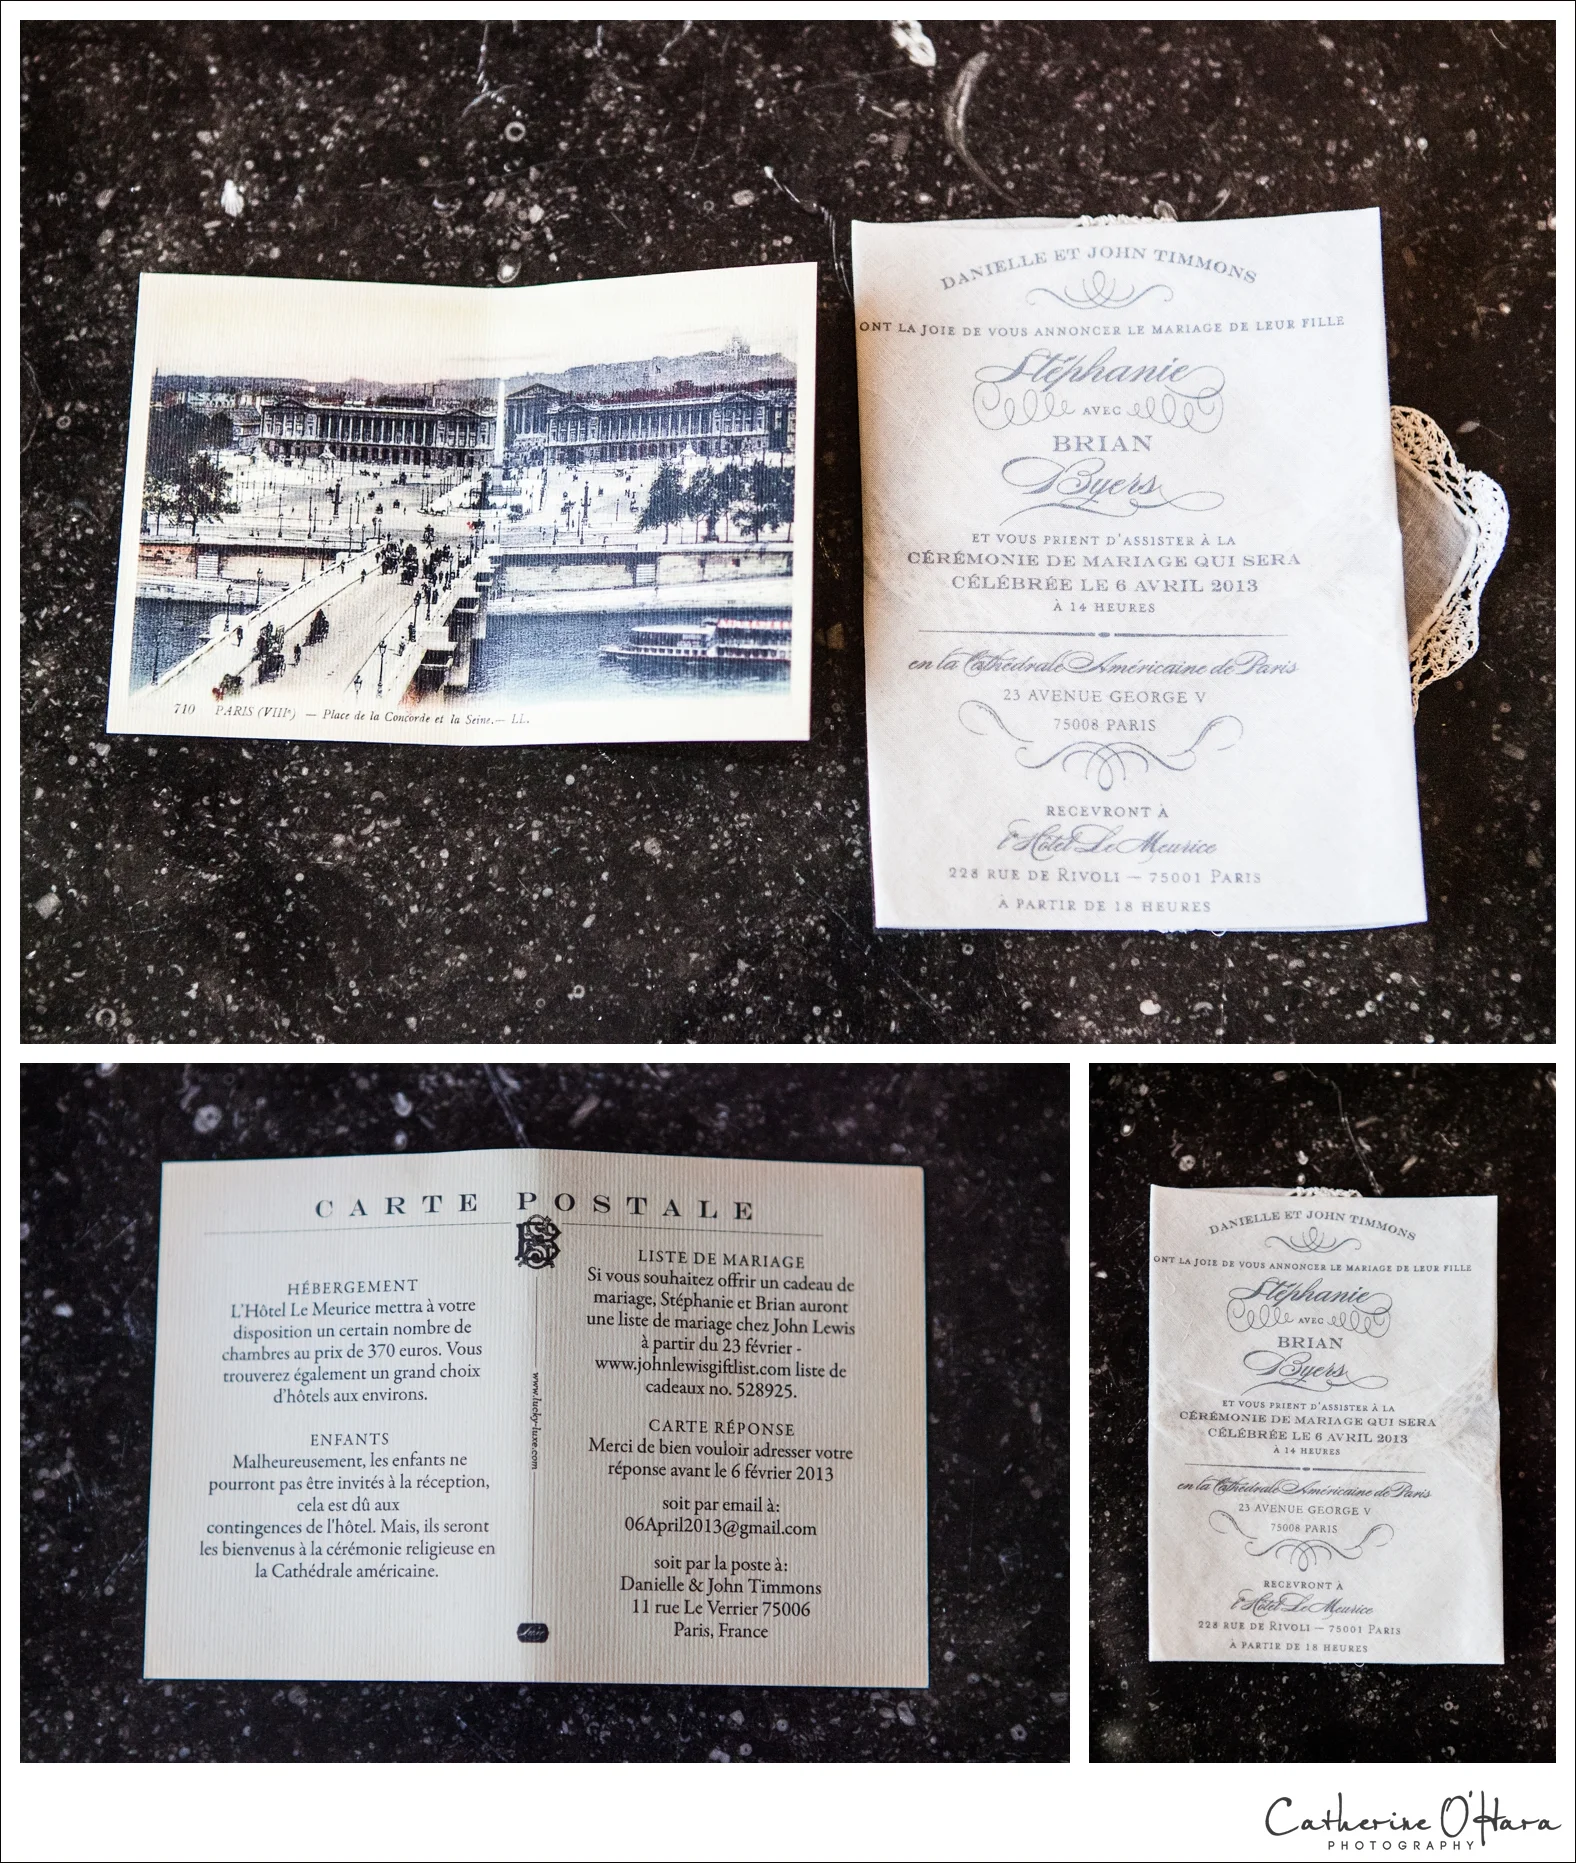 710 PARIS (VIIIe) — Place de la Concorde et la Seine.— LL.
DANIELLE ET JOHN TIMMONS
ONT LA JOIE DE VOUS ANNONCER LE MARIAGE DE LEUR FILLE
Stéphanie
AVEC
BRIAN
Byers
ET VOUS PRIENT D'ASSISTER À LA
CÉRÉMONIE DE MARIAGE QUI SERA
CÉLÉBRÉE LE 6 AVRIL 2013
À 14 HEURES
en la Cathédrale Américaine de Paris
23 AVENUE GEORGE V
75008 PARIS
RECEVRONT À
l'Hôtel Le Meurice
228 RUE DE RIVOLI — 75001 PARIS
À PARTIR DE 18 HEURES
CARTE POSTALE
HÉBERGEMENT
L'Hôtel Le Meurice mettra à votre
disposition un certain nombre de
chambres au prix de 370 euros. Vous
trouverez également un grand choix
d'hôtels aux environs.
ENFANTS
Malheureusement, les enfants ne
pourront pas être invités à la réception,
cela est dû aux
contingences de l'hôtel. Mais, ils seront
les bienvenus à la cérémonie religieuse en
la Cathédrale américaine.
www.lucky-luxe.com
LISTE DE MARIAGE
Si vous souhaitez offrir un cadeau de
mariage, Stéphanie et Brian auront
une liste de mariage chez John Lewis
à partir du 23 février -
www.johnlewisgiftlist.com liste de
cadeaux no. 528925.
CARTE RÉPONSE
Merci de bien vouloir adresser votre
réponse avant le 6 février 2013
soit par email à:
06April2013@gmail.com
soit par la poste à:
Danielle & John Timmons
11 rue Le Verrier 75006
Paris, France
DANIELLE ET JOHN TIMMONS
ONT LA JOIE DE VOUS ANNONCER LE MARIAGE DE LEUR FILLE
Stéphanie
AVEC
BRIAN
Byers
ET VOUS PRIENT D'ASSISTER À LA
CÉRÉMONIE DE MARIAGE QUI SERA
CÉLÉBRÉE LE 6 AVRIL 2013
À 14 HEURES
en la Cathédrale Américaine de Paris
23 AVENUE GEORGE V
75008 PARIS
RECEVRONT À
l'Hôtel Le Meurice
228 RUE DE RIVOLI — 75001 PARIS
À PARTIR DE 18 HEURES
Catherine O'Hara
PHOTOGRAPHY